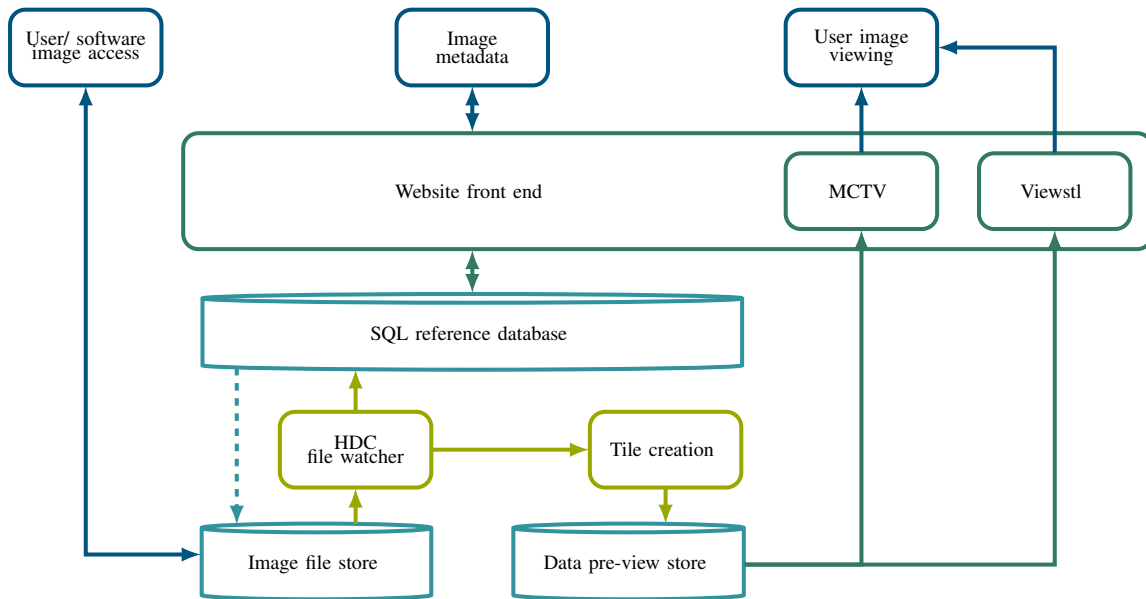 User/ software
image access
Image
metadata
User image
viewing
Website front end
MCTV
Viewstl
SQL reference database
HDC
file watcher
Tile creation
Image file store
Data pre-view store